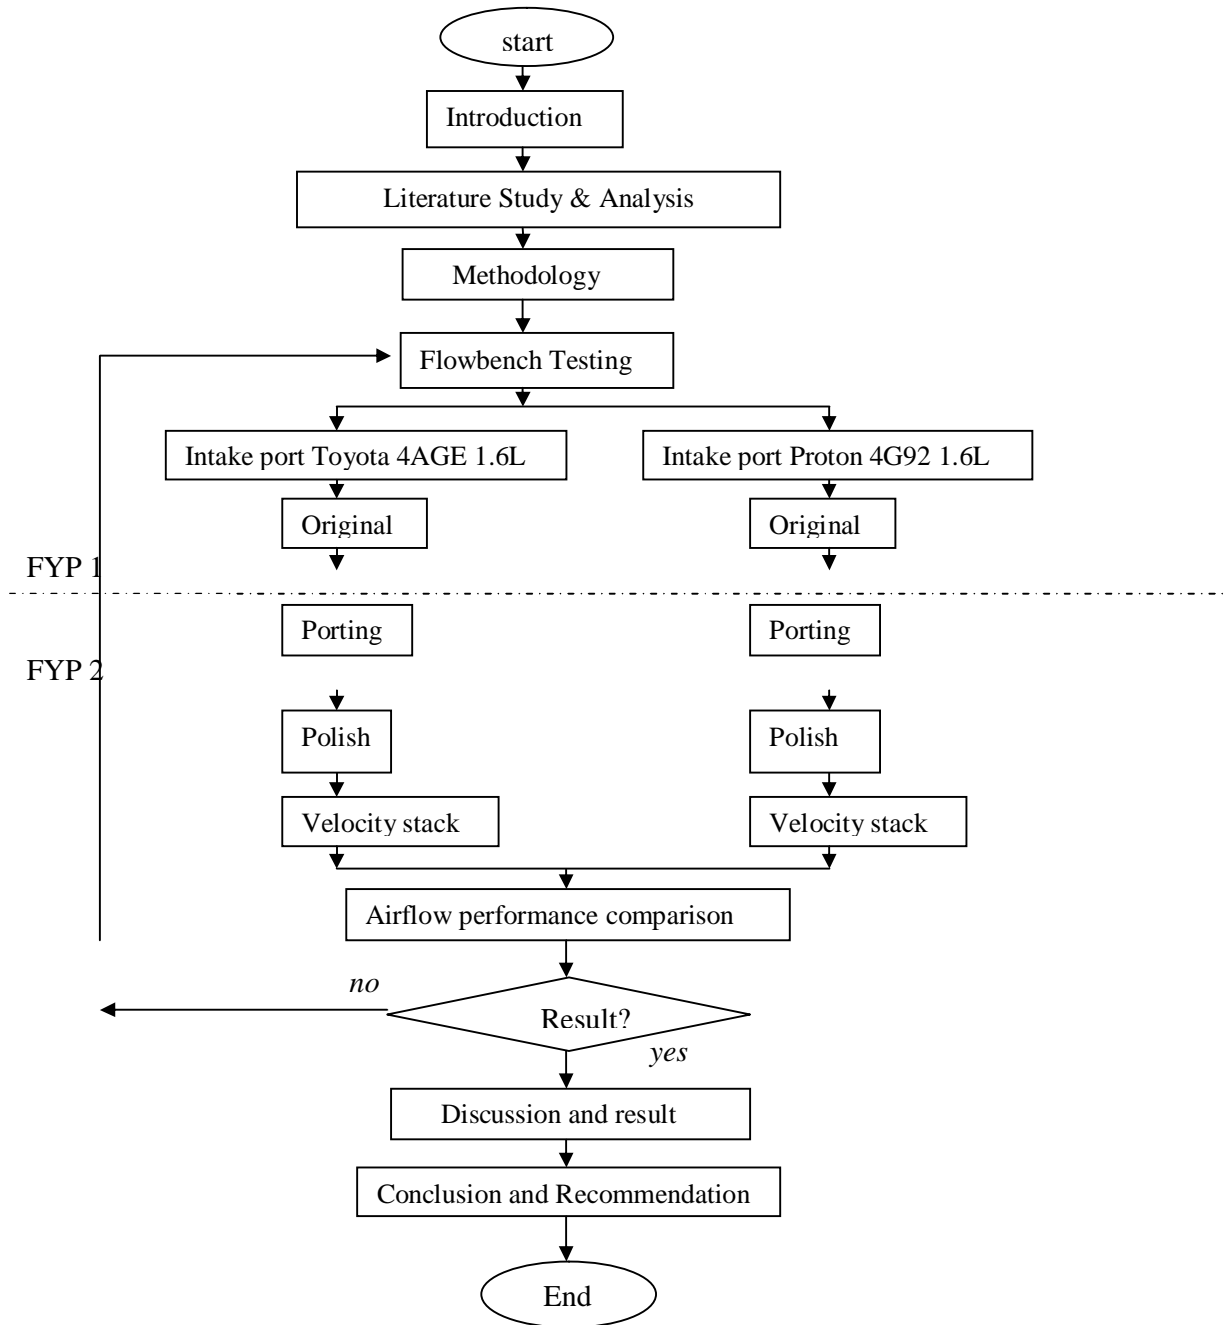 start
Introduction
Literature Study & Analysis
Methodology
Flowbench Testing
Intake port Toyota 4AGE 1.6L
Intake port Proton 4G92 1.6L
Original
Original
FYP 1
Porting
Porting
FYP 2
Polish
Polish
Velocity stack
Velocity stack
Airflow performance comparison
no
Result?
yes
Discussion and result
Conclusion and Recommendation
End